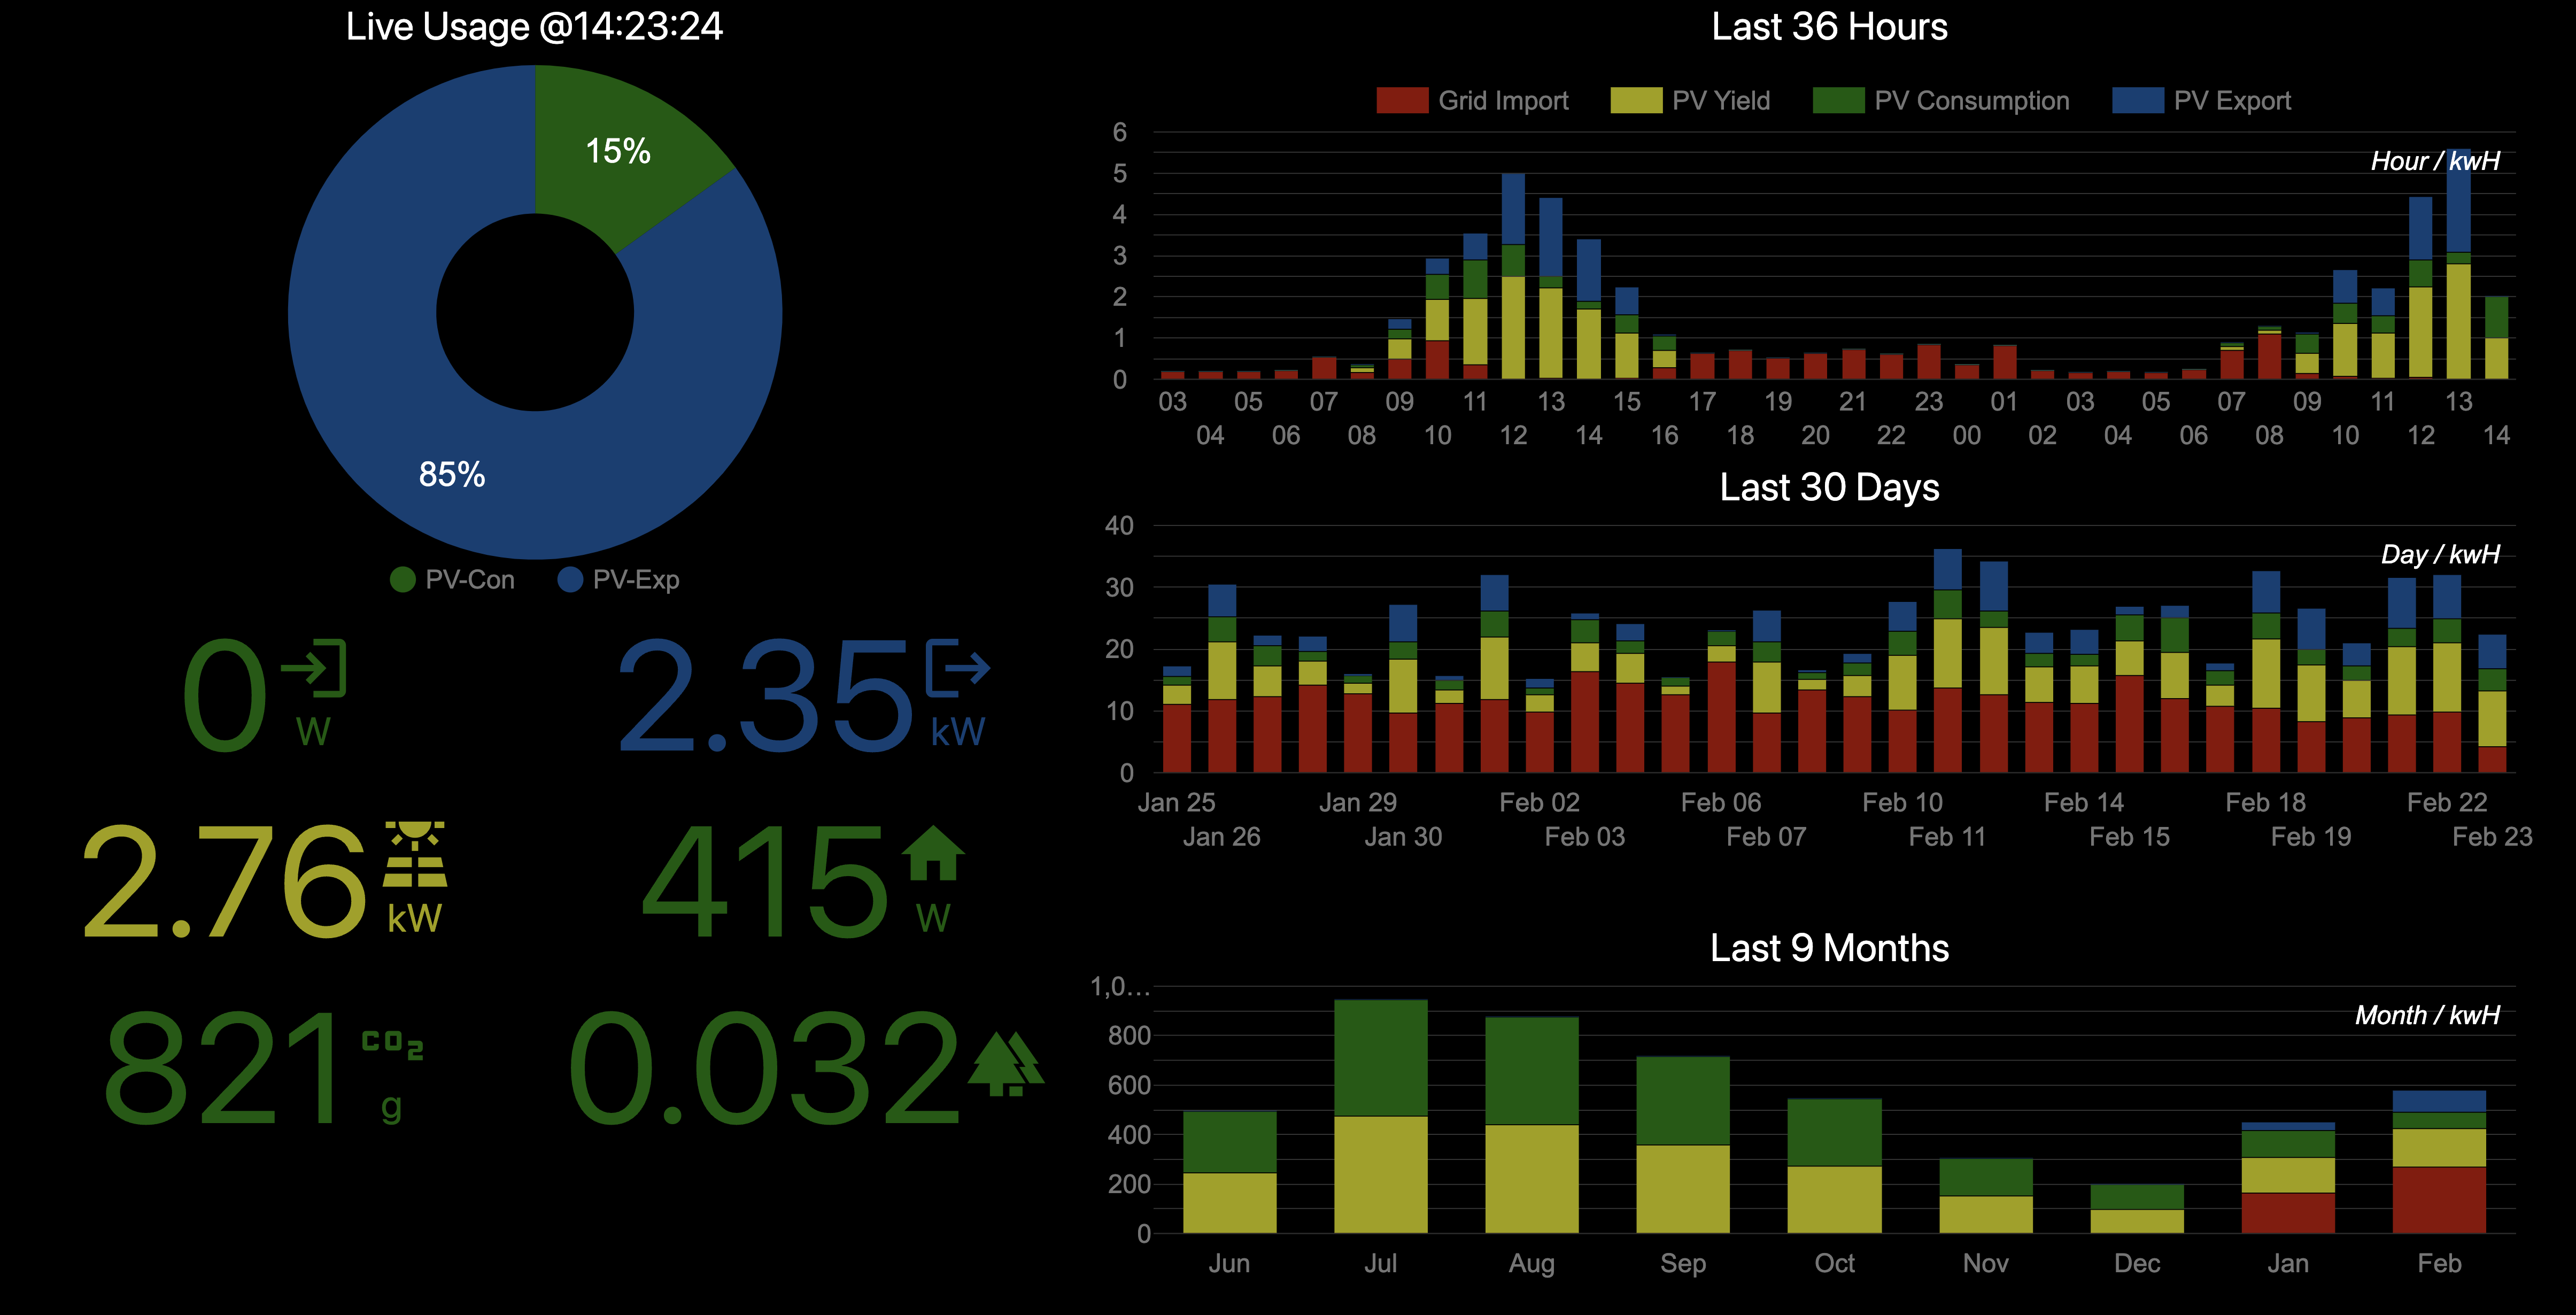 Live Usage @14:23:24
15%
85%
PV-Con PV-Exp
0 W
2.35 kW
2.76 kW
415 W
821 CO₂ g
0.032
Last 36 Hours
Grid Import PV Yield PV Consumption PV Export
Hour / kwH
6
5
4
3
2
1
0
03 05 07 09 11 13 15 17 19 21 23 01 03 05 07 09 11 13
04 06 08 10 12 14 16 18 20 22 00 02 04 06 08 10 12 14
Last 30 Days
Day / kwH
40
30
20
10
0
Jan 25 Jan 29 Feb 02 Feb 06 Feb 10 Feb 14 Feb 18 Feb 22
Jan 26 Jan 30 Feb 03 Feb 07 Feb 11 Feb 15 Feb 19 Feb 23
Last 9 Months
1,0...
Month / kwH
800
600
400
200
0
Jun Jul Aug Sep Oct Nov Dec Jan Feb